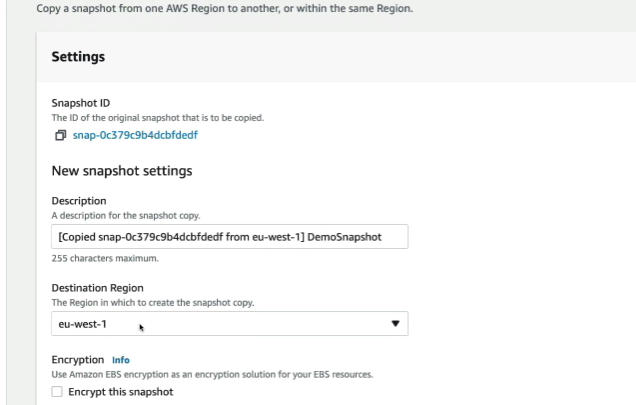 Copy a snapshot from one AWS Region to another, or within the same Region.
Settings
Snapshot ID
The ID of the original snapshot that is to be copied.
snap-0c379c9b4dcbfdedf
New snapshot settings
Description
A description for the snapshot copy.
[Copied snap-0c379c9b4dcbfdedf from eu-west-1] DemoSnapshot
255 characters maximum.
Destination Region
The Region in which to create the snapshot copy.
eu-west-1
Encryption Info
Use Amazon EBS encryption as an encryption solution for your EBS resources.
Encrypt this snapshot